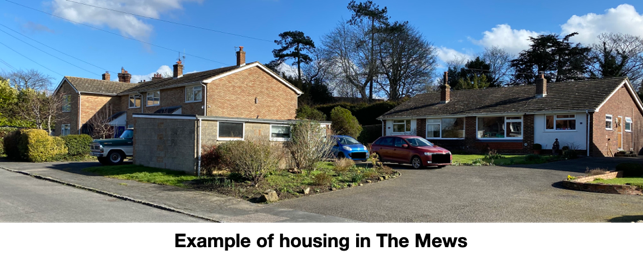 Example of housing in The Mews